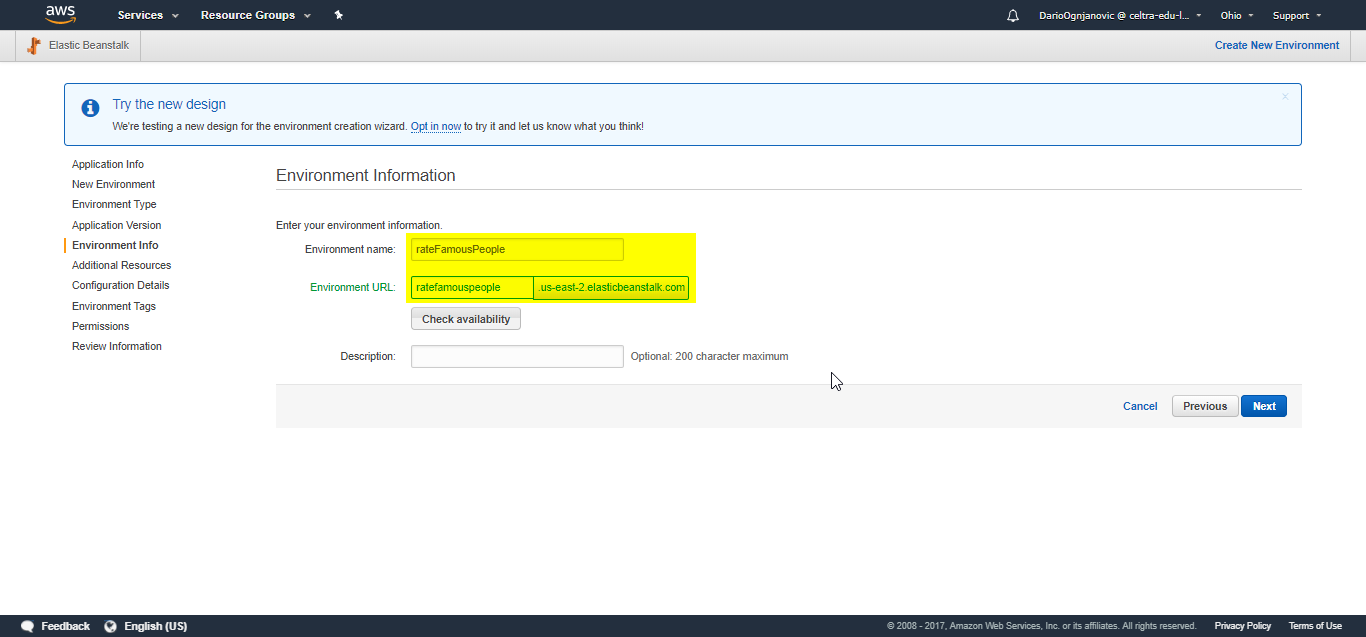 aws Services Resource Groups DarioOgnjanovic @ celtra-edu-l... Ohio Support
Elastic Beanstalk Create New Environment
Try the new design
We're testing a new design for the environment creation wizard. Opt in now to try it and let us know what you think!
Application Info
New Environment
Environment Type
Application Version
Environment Info
Additional Resources
Configuration Details
Environment Tags
Permissions
Review Information
Environment Information
Enter your environment information.
Environment name: rateFamousPeople
Environment URL: ratefamouspeople .us-east-2.elasticbeanstalk.com
Check availability
Description: Optional: 200 character maximum
Cancel Previous Next
Feedback English (US) © 2008 - 2017, Amazon Web Services, Inc. or its affiliates. All rights reserved. Privacy Policy Terms of Use